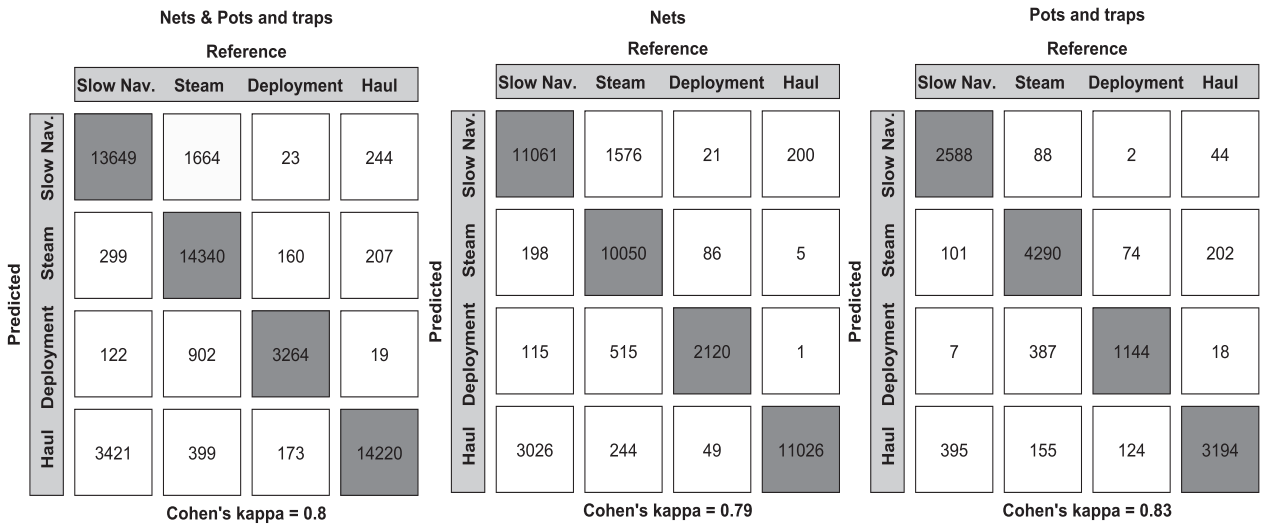 Nets & Pots and traps
Reference
Slow Nav. Steam Deployment Haul
Predicted
Slow Nav. 13649 1664 23 244
Steam 299 14340 160 207
Deployment 122 902 3264 19
Haul 3421 399 173 14220
Cohen's kappa = 0.8
Nets
Reference
Slow Nav. Steam Deployment Haul
Predicted
Slow Nav. 11061 1576 21 200
Steam 198 10050 86 5
Deployment 115 515 2120 1
Haul 3026 244 49 11026
Cohen's kappa = 0.79
Pots and traps
Reference
Slow Nav. Steam Deployment Haul
Predicted
Slow Nav. 2588 88 2 44
Steam 101 4290 74 202
Deployment 7 387 1144 18
Haul 395 155 124 3194
Cohen's kappa = 0.83